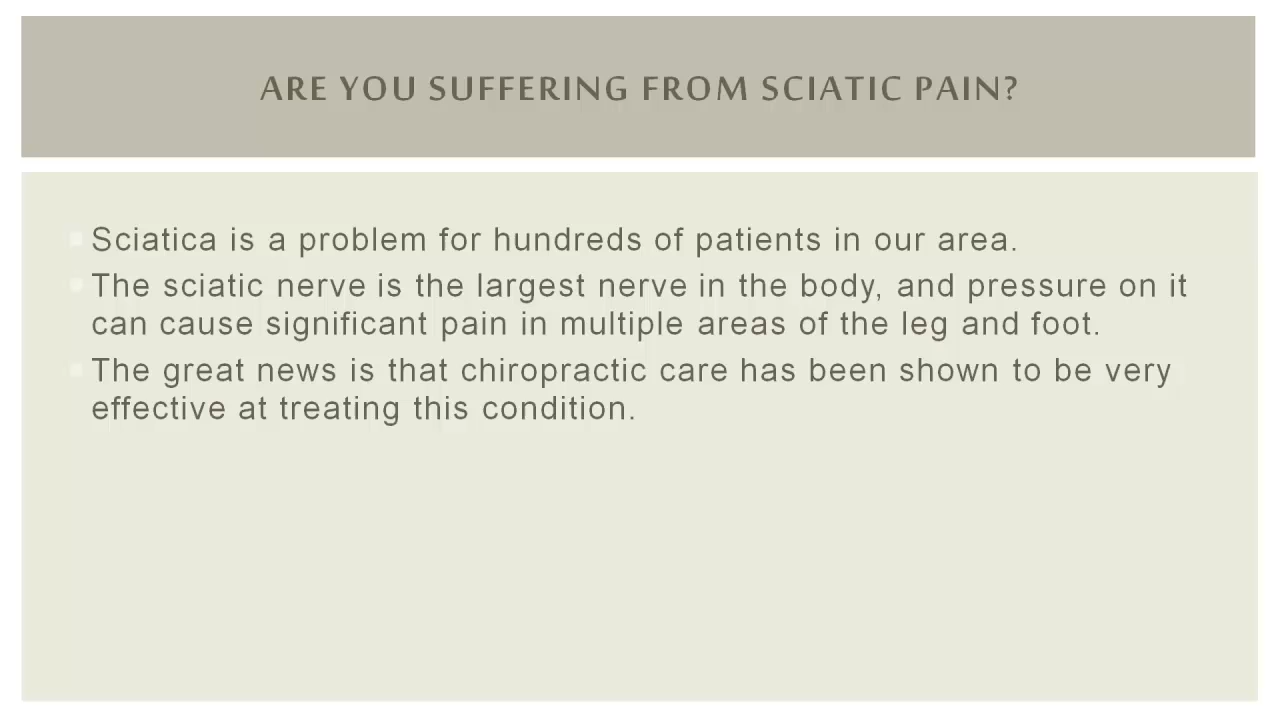 ARE YOU SUFFERING FROM SCIATIC PAIN?
Sciatica is a problem for hundreds of patients in our area.
The sciatic nerve is the largest nerve in the body, and pressure on it
can cause significant pain in multiple areas of the leg and foot.
The great news is that chiropractic care has been shown to be very
effective at treating this condition.